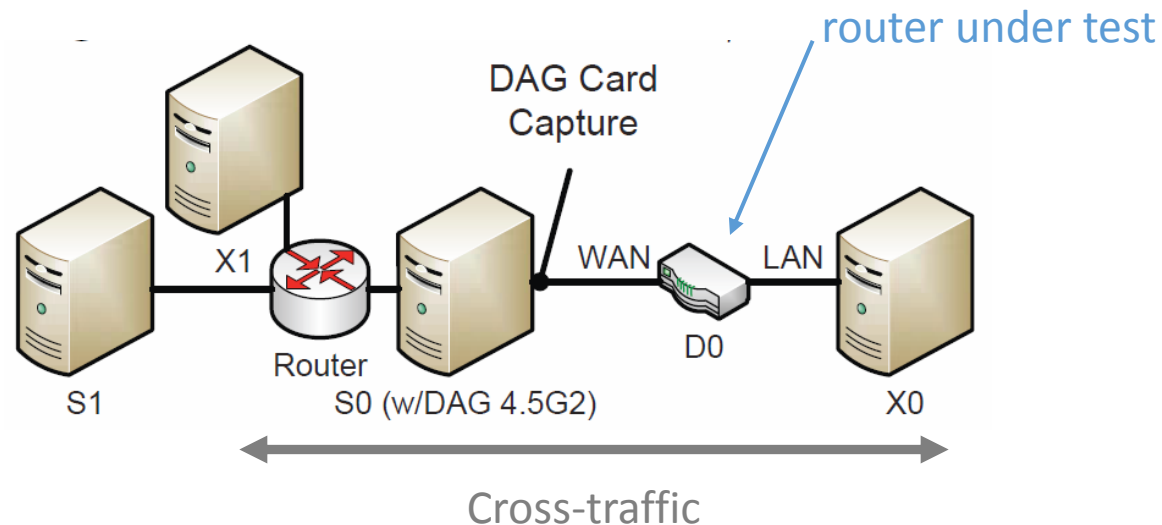 router under test
DAG Card
Capture
X1
WAN
LAN
D0
Router
S1
S0 (w/DAG 4.5G2)
X0
Cross-traffic